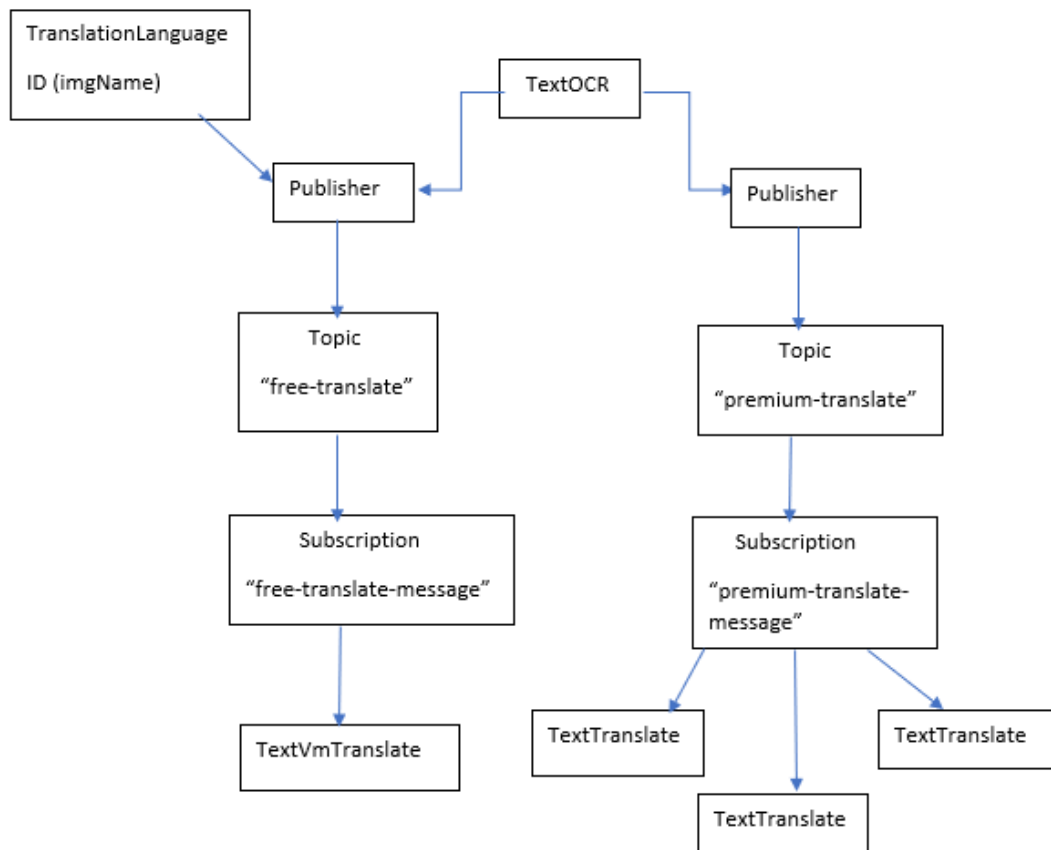 TranslationLanguage
ID (imgName)
TextOCR
Publisher
Publisher
Topic
“free-translate”
Topic
“premium-translate”
Subscription
“free-translate-message”
Subscription
“premium-translate-
message”
TextVmTranslate
TextTranslate
TextTranslate
TextTranslate